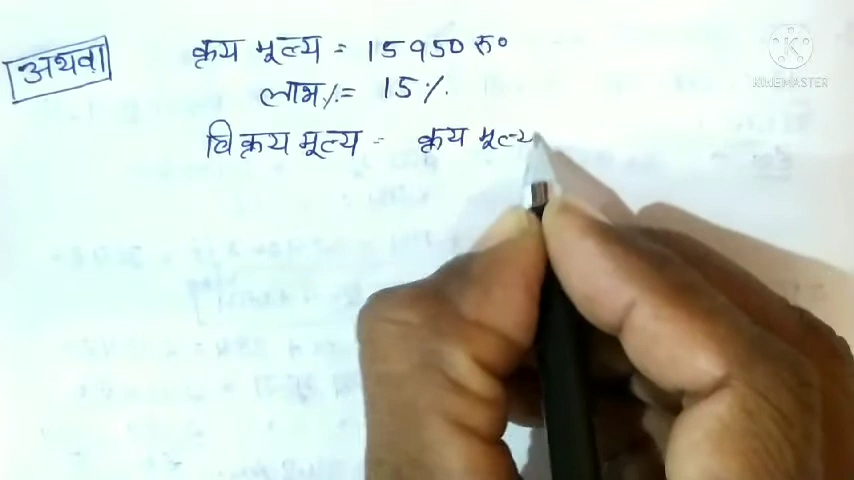 अथवा
क्रय मूल्य = 15950 रु०
लाभ % = 15 %
विक्रय मूल्य = क्रय मूल्य
KINEMASTER